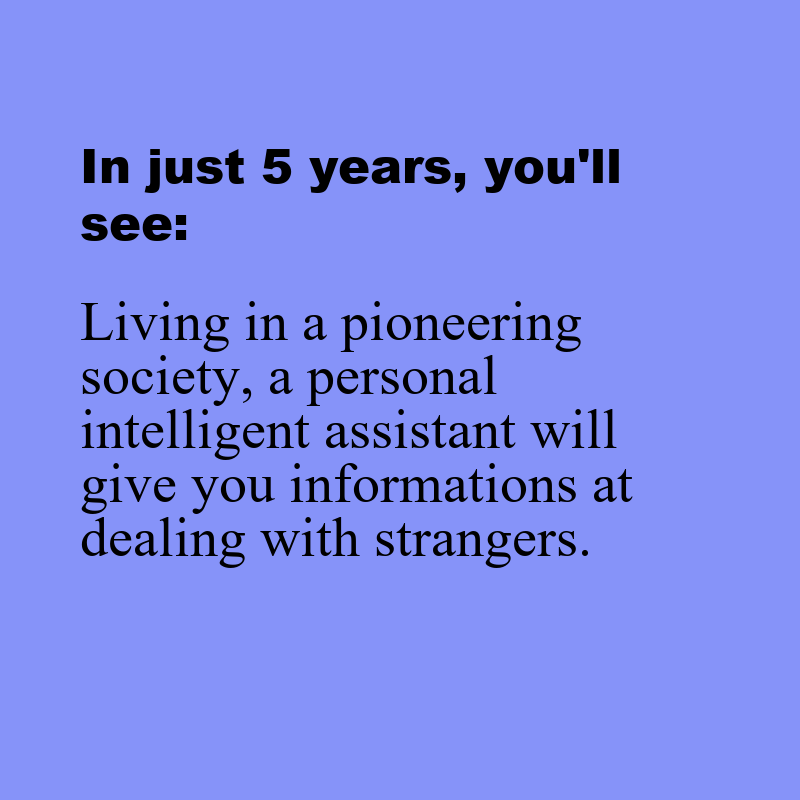 In just 5 years, you'll
see:
Living in a pioneering
society, a personal
intelligent assistant will
give you informations at
dealing with strangers.